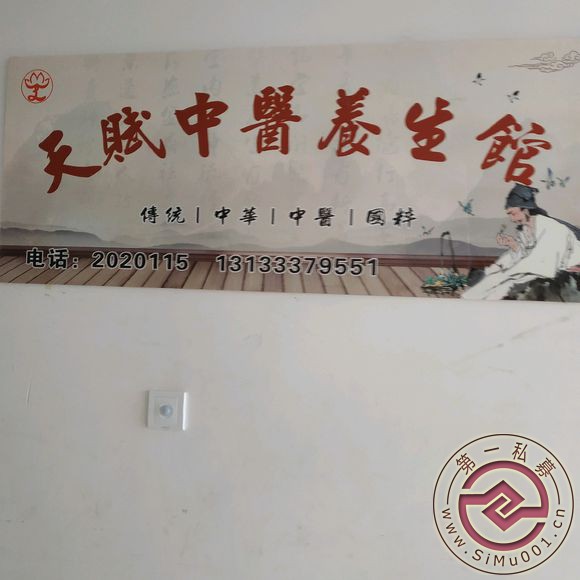 天賦中醫養生館
傳统 | 中華 | 中醫 | 國粹
电话：2020115 13133379551
第一私募
www.SiMu001.cn